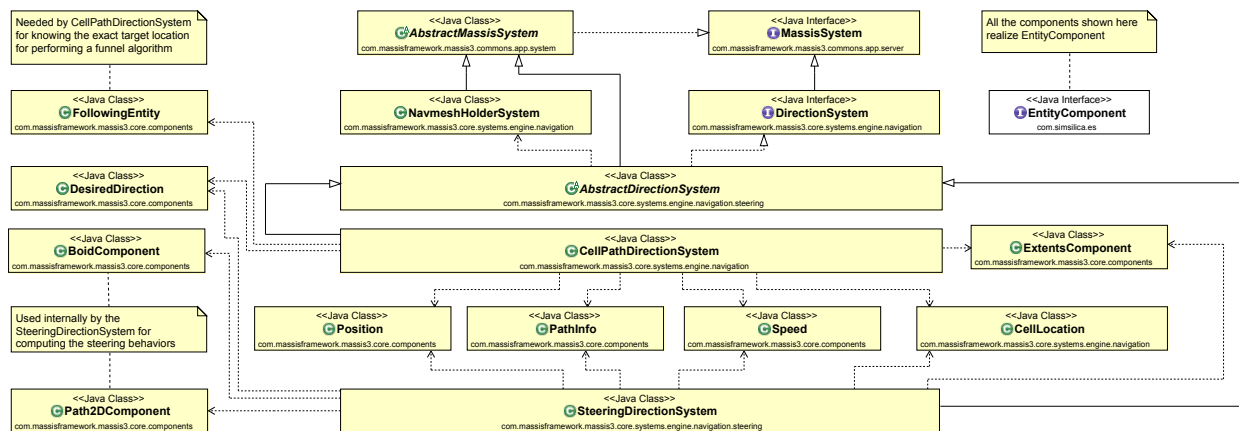 Needed by CellPathDirectionSystem
for knowing the exact target location
for performing a funnel algorithm
<<Java Class>>
AbstractMassisSystem
com.massisframework.massis3.commons.app.system
<<Java Interface>>
MassisSystem
com.massisframework.massis3.commons.app.server
All the components shown here
realize EntityComponent
<<Java Class>>
FollowingEntity
com.massisframework.massis3.core.components
<<Java Class>>
NavmeshHolderSystem
com.massisframework.massis3.core.systems.engine.navigation
<<Java Interface>>
DirectionSystem
com.massisframework.massis3.core.systems.engine.navigation
<<Java Interface>>
EntityComponent
com.simsilica.es
<<Java Class>>
DesiredDirection
com.massisframework.massis3.core.components
<<Java Class>>
AbstractDirectionSystem
com.massisframework.massis3.core.systems.engine.navigation.steering
<<Java Class>>
BoidComponent
com.massisframework.massis3.core.components
<<Java Class>>
CellPathDirectionSystem
com.massisframework.massis3.core.systems.engine.navigation
<<Java Class>>
ExtentsComponent
com.massisframework.massis3.core.components
Used internally by the
SteeringDirectionSystem for
computing the steering behaviors
<<Java Class>>
Position
com.massisframework.massis3.core.components
<<Java Class>>
PathInfo
com.massisframework.massis3.core.components
<<Java Class>>
Speed
com.massisframework.massis3.core.components
<<Java Class>>
CellLocation
com.massisframework.massis3.core.systems.engine.navigation
<<Java Class>>
Path2DComponent
com.massisframework.massis3.core.components
<<Java Class>>
SteeringDirectionSystem
com.massisframework.massis3.core.systems.engine.navigation.steering